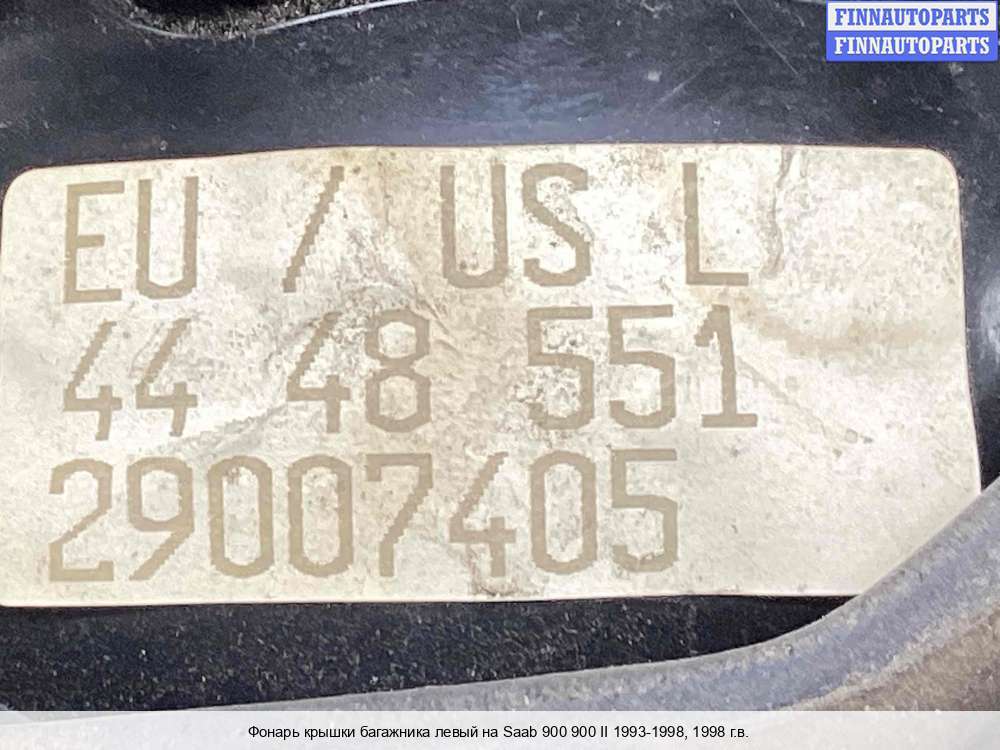 FINNAUTOPARTS
FINNAUTOPARTS
EU / US L
44 48 551
29007405
Фонарь крышки багажника левый на Saab 900 900 II 1993-1998, 1998 г.в.